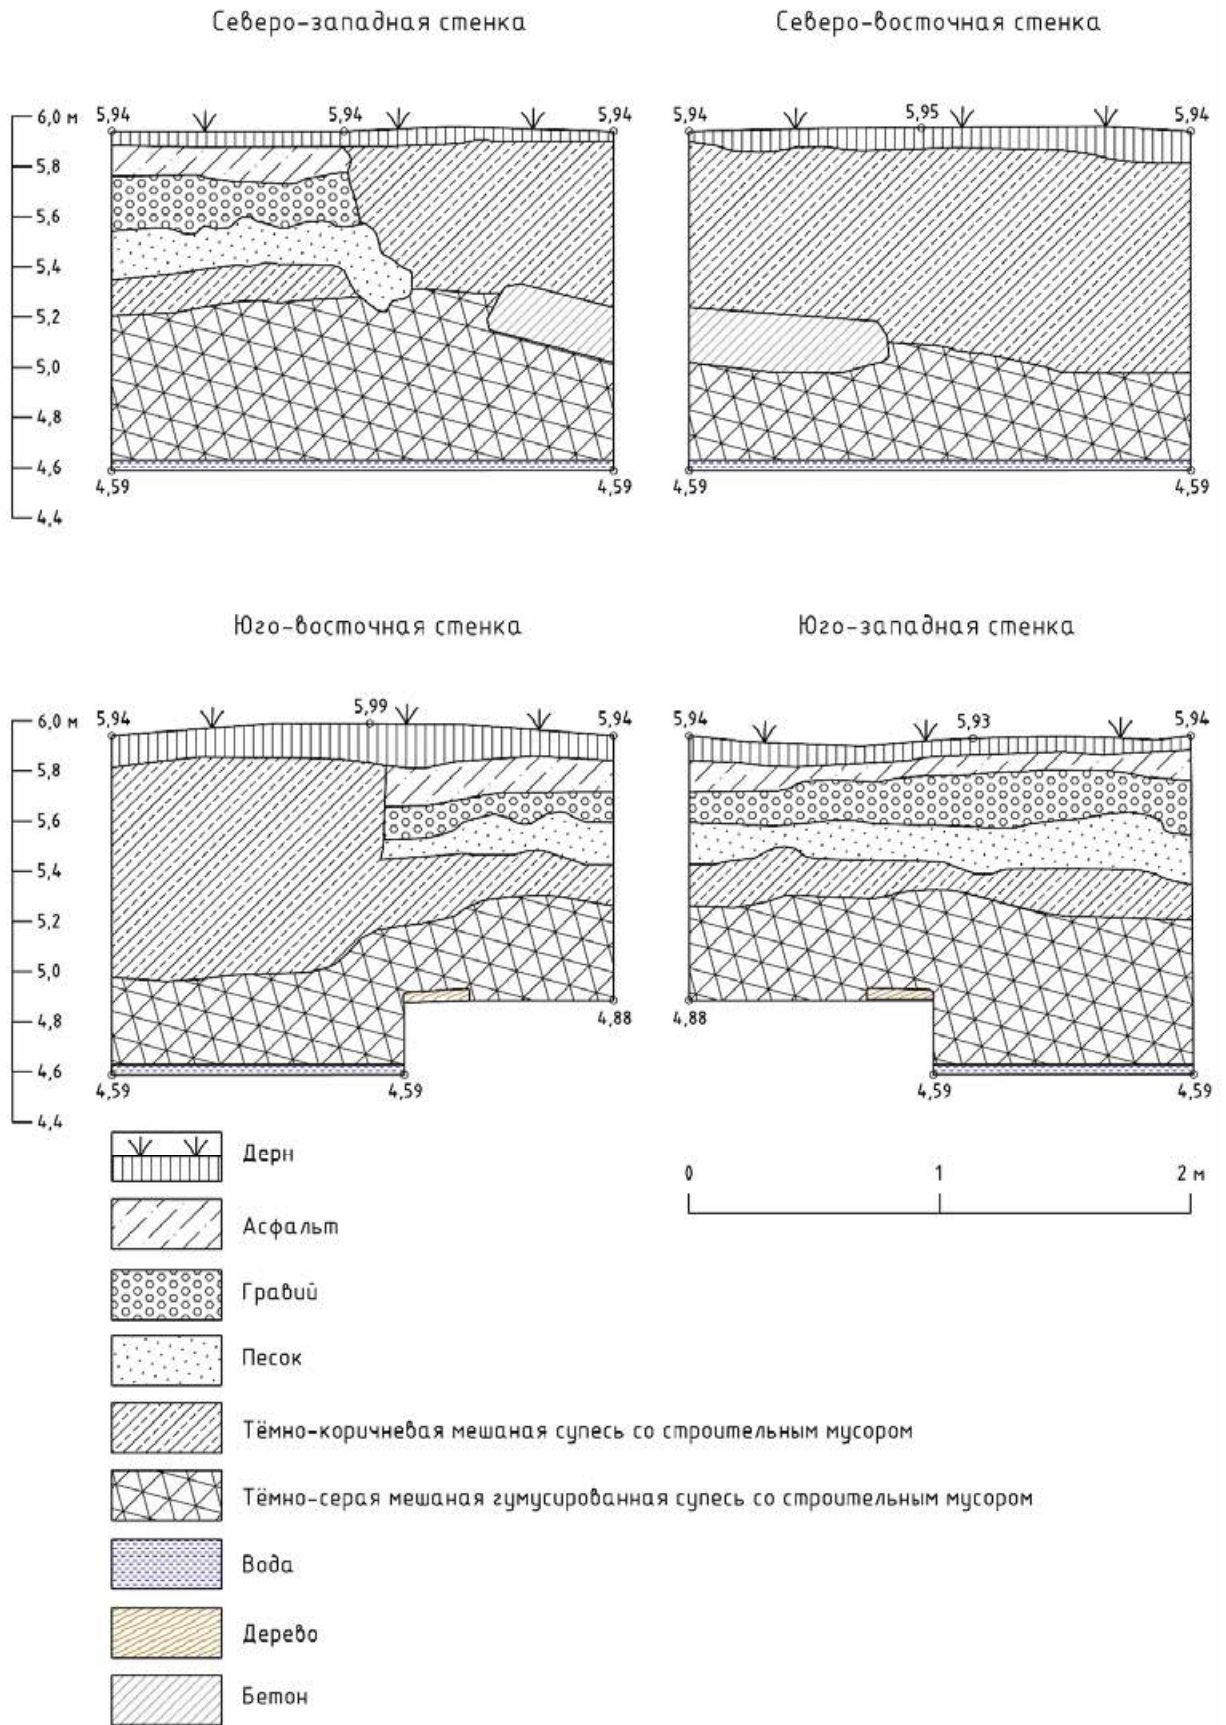 Северо-западная стенка
Северо-восточная стенка
6,0 м
5,8
5,6
5,4
5,2
5,0
4,8
4,6
4,4
5,94
5,94
5,94
4,59
4,59
5,94
5,95
5,94
4,59
4,59
Юго-восточная стенка
Юго-западная стенка
6,0 м
5,8
5,6
5,4
5,2
5,0
4,8
4,6
4,4
5,94
5,99
5,94
4,88
4,59
4,59
5,94
5,93
5,94
4,88
4,59
4,59
Дерн
Асфальт
Гравий
Песок
Тёмно-коричневая мешаная супесь со строительным мусором
Тёмно-серая мешаная гумусированная супесь со строительным мусором
Вода
Дерево
Бетон
0 1 2 м